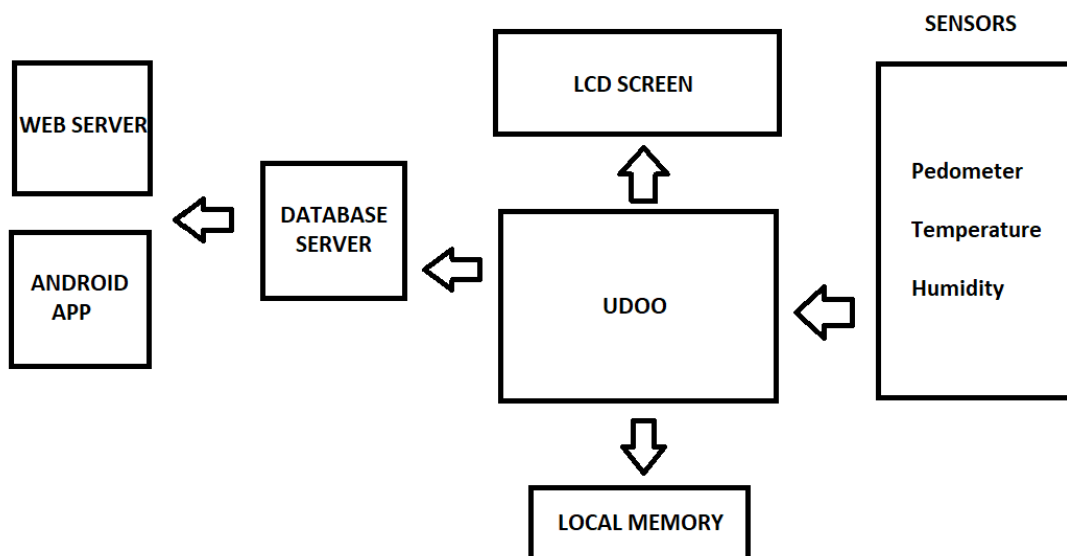 SENSORS
LCD SCREEN
WEB SERVER
Pedometer
DATABASE
SERVER
Temperature
ANDROID
APP
UDOO
Humidity
LOCAL MEMORY